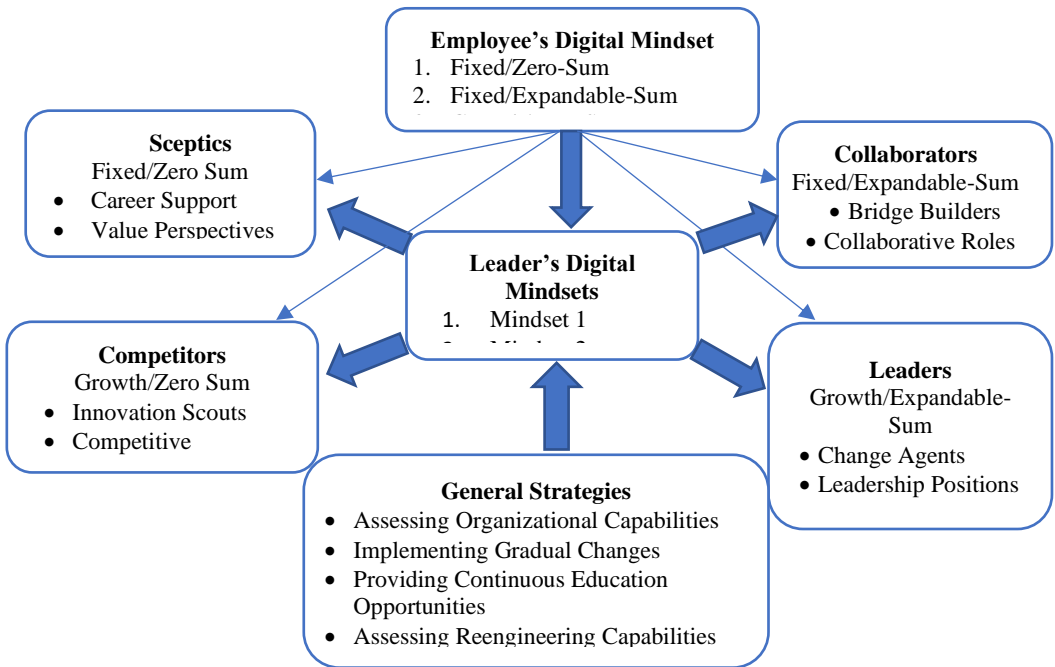 Employee's Digital Mindset
1. Fixed/Zero-Sum
2. Fixed/Expandable-Sum
Sceptics
Fixed/Zero Sum
• Career Support
• Value Perspectives
Collaborators
Fixed/Expandable-Sum
• Bridge Builders
• Collaborative Roles
Leader's Digital
Mindsets
1. Mindset 1
Competitors
Growth/Zero Sum
• Innovation Scouts
• Competitive
Leaders
Growth/Expandable-
Sum
• Change Agents
• Leadership Positions
General Strategies
• Assessing Organizational Capabilities
• Implementing Gradual Changes
• Providing Continuous Education
Opportunities
• Assessing Reengineering Capabilities